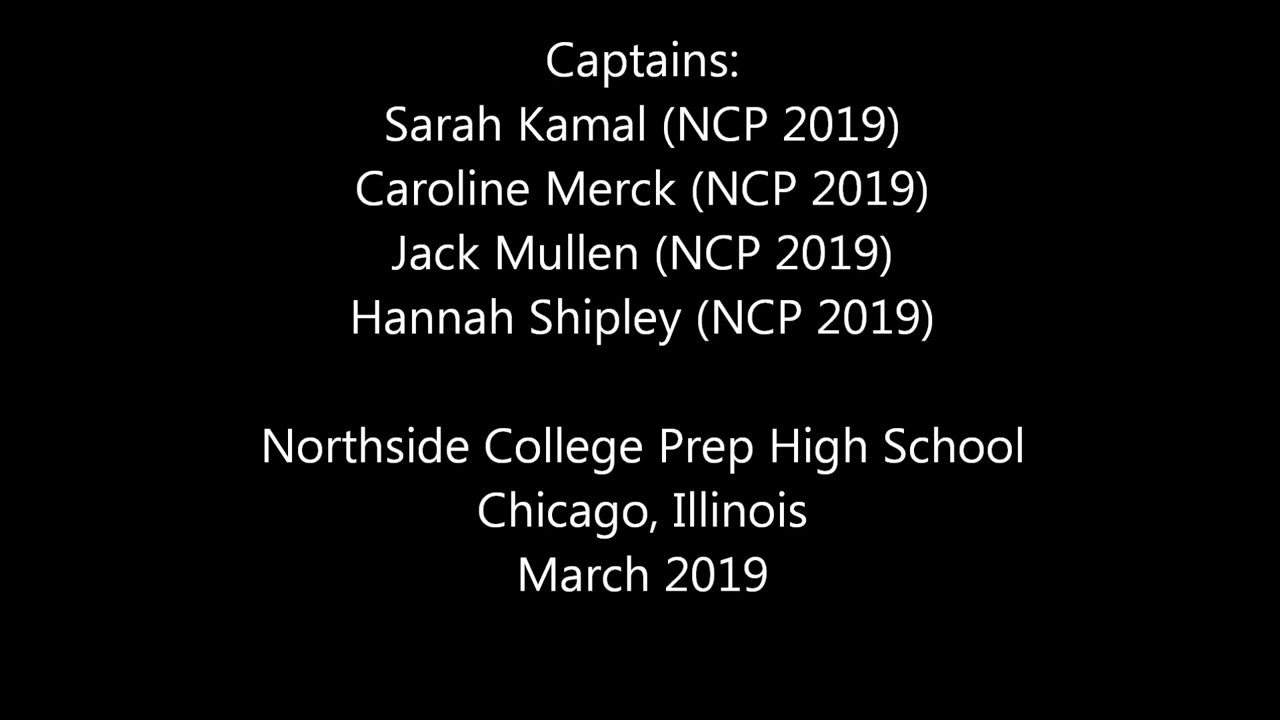 Captains:
Sarah Kamal (NCP 2019)
Caroline Merck (NCP 2019)
Jack Mullen (NCP 2019)
Hannah Shipley (NCP 2019)
Northside College Prep High School
Chicago, Illinois
March 2019